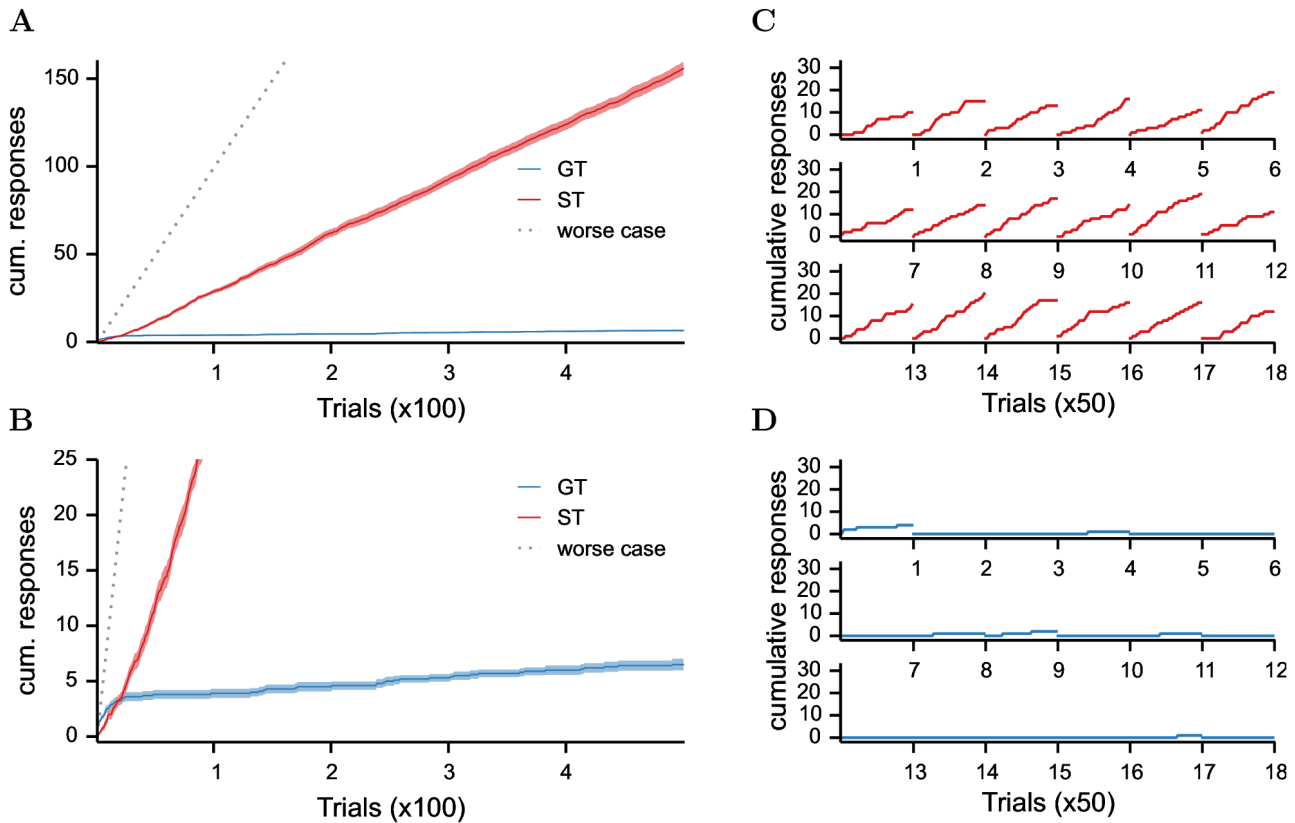 A
cum. responses
150
100
50
0
GT
ST
worse case
1 2 3 4
Trials (x100)
B
cum. responses
25
20
15
10
5
0
GT
ST
worse case
1 2 3 4
Trials (x100)
C
cumulative responses
30
20
10
0
1 2 3 4 5 6
30
20
10
0
7 8 9 10 11 12
30
20
10
0
13 14 15 16 17 18
Trials (x50)
D
cumulative responses
30
20
10
0
1 2 3 4 5 6
30
20
10
0
7 8 9 10 11 12
30
20
10
0
13 14 15 16 17 18
Trials (x50)